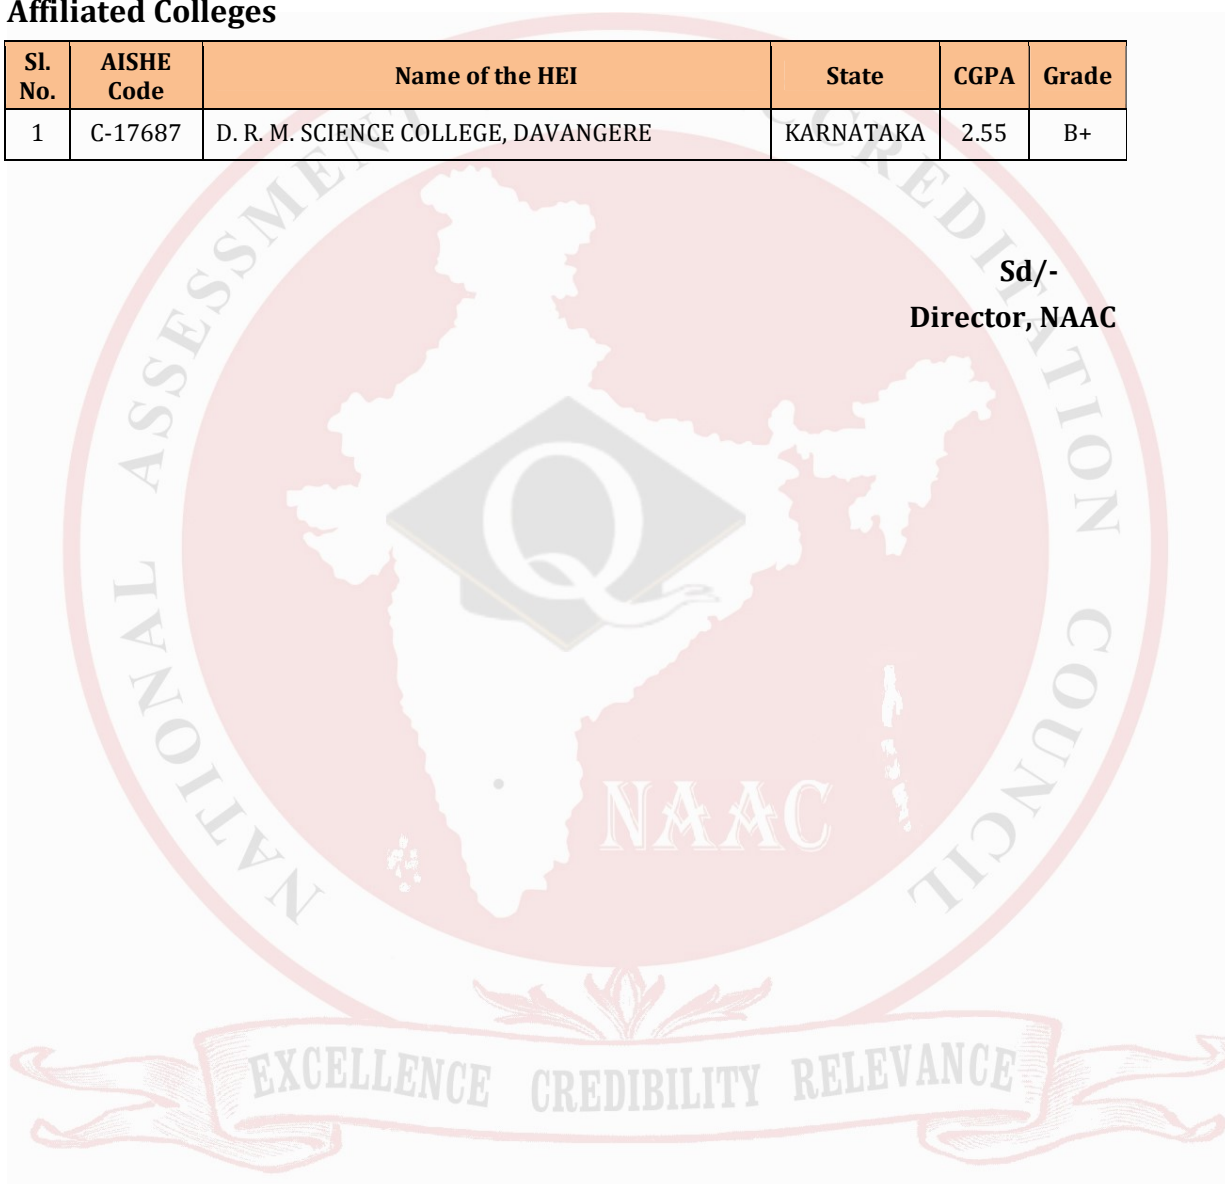 Affiliated Colleges
Sl. No. AISHE Code Name of the HEI State CGPA Grade
1 C-17687 D. R. M. SCIENCE COLLEGE, DAVANGERE KARNATAKA 2.55 B+
Sd/-
Director, NAAC
NATIONAL ASSESSMENT ACCREDITATION COUNCIL
NAAC
EXCELLENCE CREDIBILITY RELEVANCE